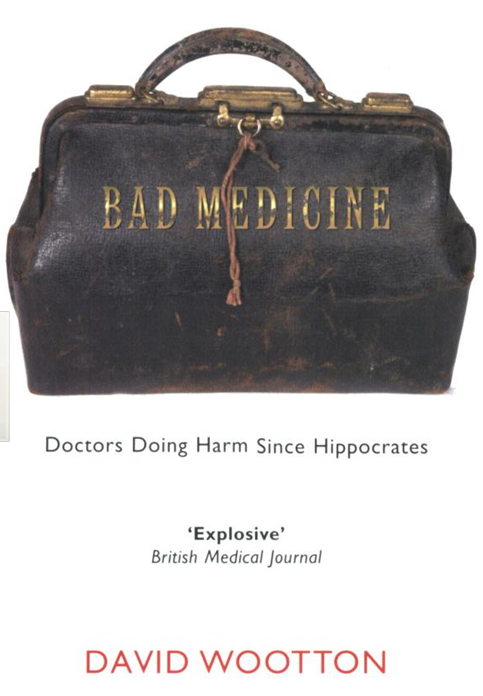 BAD MEDICINE
Doctors Doing Harm Since Hippocrates
‘Explosive’
British Medical Journal
DAVID WOOTTON